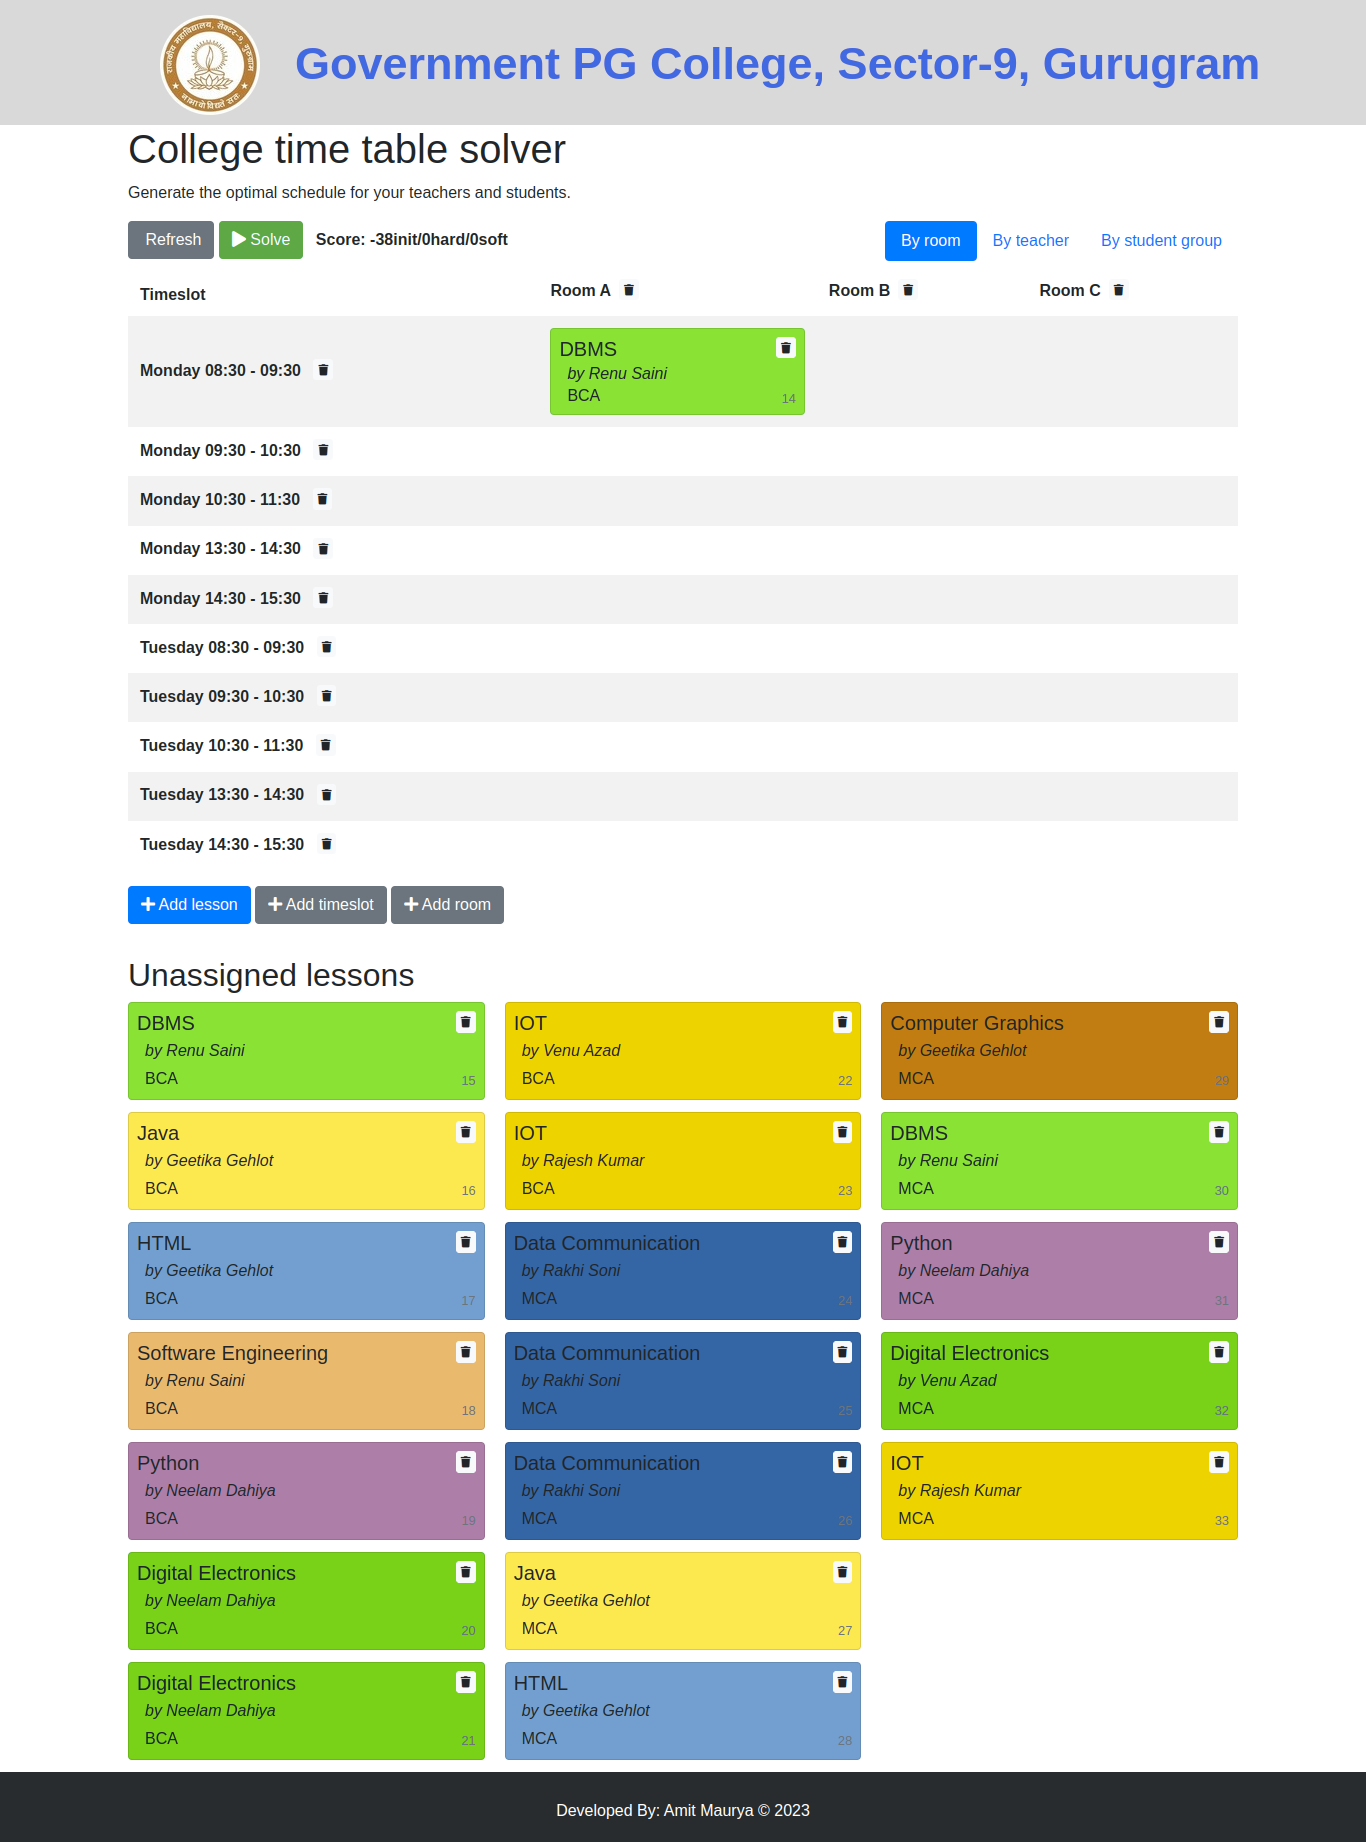 राजकीय महाविद्यालय, सैक्टर-९, गुरुग्राम
Government PG College, Sector-9, Gurugram
College time table solver
Generate the optimal schedule for your teachers and students.
Refresh Solve Score: -38init/0hard/0soft By room By teacher By student group
Timeslot Room A Room B Room C
Monday 08:30 - 09:30
DBMS
by Renu Saini
BCA 14
Monday 09:30 - 10:30
Monday 10:30 - 11:30
Monday 13:30 - 14:30
Monday 14:30 - 15:30
Tuesday 08:30 - 09:30
Tuesday 09:30 - 10:30
Tuesday 10:30 - 11:30
Tuesday 13:30 - 14:30
Tuesday 14:30 - 15:30
Add lesson Add timeslot Add room
Unassigned lessons
DBMS
by Renu Saini
BCA 15
Java
by Geetika Gehlot
BCA 16
HTML
by Geetika Gehlot
BCA 17
Software Engineering
by Renu Saini
BCA 18
Python
by Neelam Dahiya
BCA 19
Digital Electronics
by Neelam Dahiya
BCA 20
Digital Electronics
by Neelam Dahiya
BCA 21
IOT
by Venu Azad
BCA 22
IOT
by Rajesh Kumar
BCA 23
Data Communication
by Rakhi Soni
MCA 24
Data Communication
by Rakhi Soni
MCA 25
Data Communication
by Rakhi Soni
MCA 26
Java
by Geetika Gehlot
MCA 27
HTML
by Geetika Gehlot
MCA 28
Computer Graphics
by Geetika Gehlot
MCA 29
DBMS
by Renu Saini
MCA 30
Python
by Neelam Dahiya
MCA 31
Digital Electronics
by Venu Azad
MCA 32
IOT
by Rajesh Kumar
MCA 33
Developed By: Amit Maurya © 2023